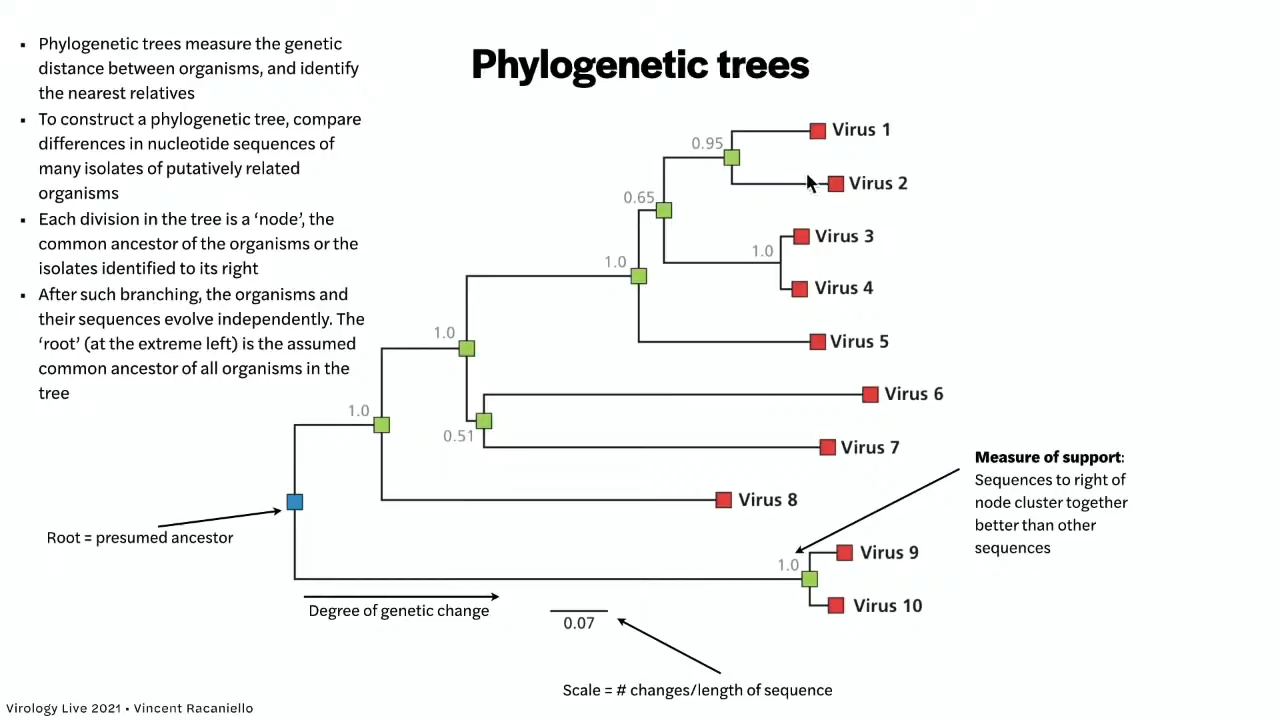 Phylogenetic trees
▪ Phylogenetic trees measure the genetic
distance between organisms, and identify
the nearest relatives
▪ To construct a phylogenetic tree, compare
differences in nucleotide sequences of
many isolates of putatively related
organisms
▪ Each division in the tree is a ‘node’, the
common ancestor of the organisms or the
isolates identified to its right
▪ After such branching, the organisms and
their sequences evolve independently. The
‘root’ (at the extreme left) is the assumed
common ancestor of all organisms in the
tree
Virus 1
0.95
Virus 2
0.65
Virus 3
1.0
1.0
Virus 4
1.0
Virus 5
Virus 6
1.0
0.51
Virus 7
Virus 8
Measure of support:
Sequences to right of
node cluster together
better than other
sequences
Root = presumed ancestor
Virus 9
1.0
Virus 10
Degree of genetic change
0.07
Scale = # changes/length of sequence
Virology Live 2021 • Vincent Racaniello